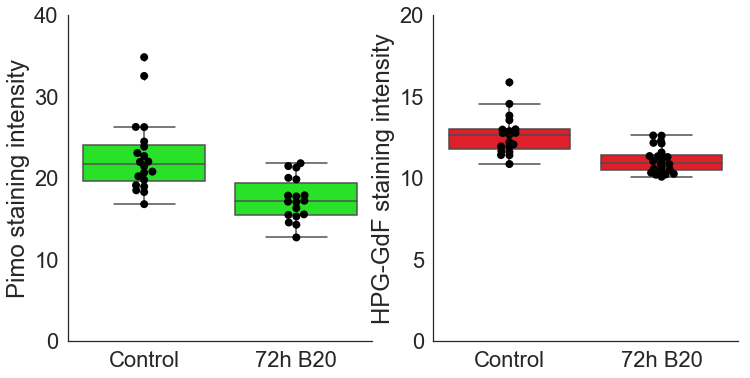 Pimo staining intensity
40
30
20
10
0
Control
72h B20
HPG-GdF staining intensity
20
15
10
5
0
Control
72h B20